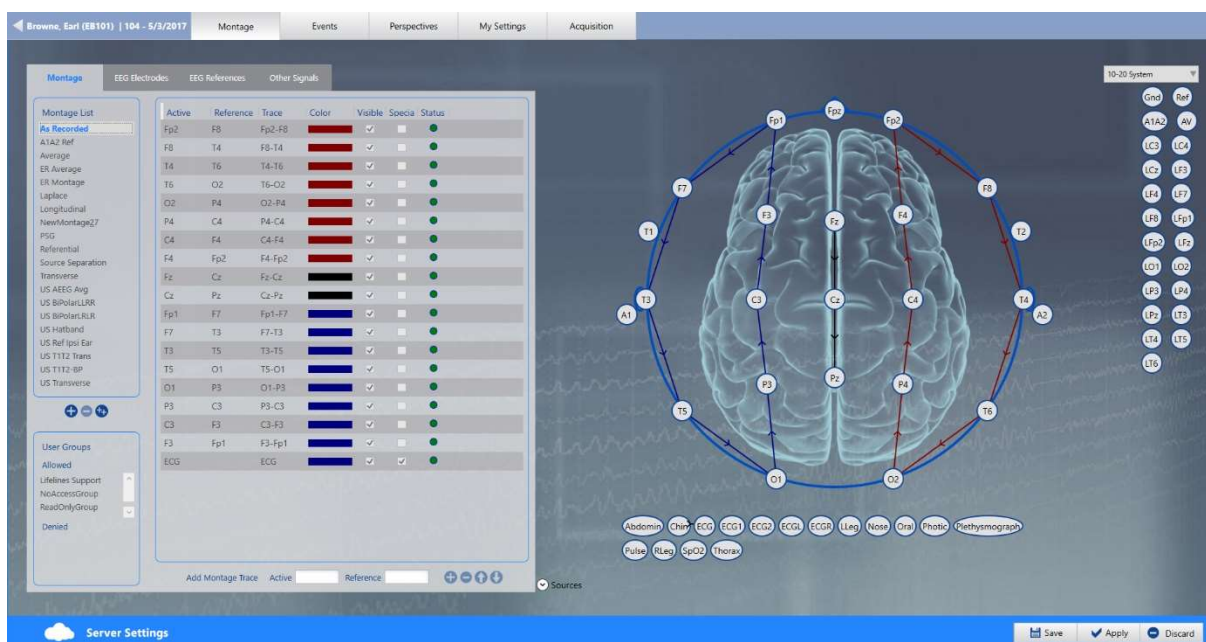 Browne, Earl (EB101) | 104 - 5/3/2017
Montage
Events
Perspectives
My Settings
Acquisition
Montage
EEG Electrodes
EEG References
Other Signals
Montage List
As Recorded
A1A2 Ref
Average
ER Average
ER Montage
Laplace
Longitudinal
NewMontage27
PSG
Referential
Source Separation
Transverse
US AEEG Avg
US BiPolarLLRR
US BiPolarLRLR
US Hatband
US Ref Ipsi Ear
US T1T2 Trans
US T1T2-BP
US Transverse
User Groups
Allowed
Lifelines Support
NoAccessGroup
ReadOnlyGroup
Denied
Active Reference Trace Color Visible Specia Status
Fp2 F8 Fp2-F8
F8 T4 F8-T4
T4 T6 T4-T6
T6 O2 T6-O2
O2 P4 O2-P4
P4 C4 P4-C4
C4 F4 C4-F4
F4 Fp2 F4-Fp2
Fz Cz Fz-Cz
Cz Pz Cz-Pz
Fp1 F7 Fp1-F7
F7 T3 F7-T3
T3 T5 T3-T5
T5 O1 T5-O1
O1 P3 O1-P3
P3 C3 P3-C3
C3 F3 C3-F3
F3 Fp1 F3-Fp1
ECG ECG
Add Montage Trace Active Reference
Sources
Fpz
Fp1 Fp2
F7 F8
F3 Fz F4
T1 T2
T3 C3 Cz C4 T4
A1 A2
P3 Pz P4
T5 T6
O1 O2
Abdomin Chin ECG ECG1 ECG2 ECGL ECGR LLeg Nose Oral Photic Plethysmograph
Pulse RLeg SpO2 Thorax
10-20 System
Gnd Ref
A1A2 AV
LC3 LC4
LCz LF3
LF4 LF7
LF8 LFp1
LFp2 LFz
LO1 LO2
LP3 LP4
LPz LT3
LT4 LT5
LT6
Server Settings
Save
Apply
Discard